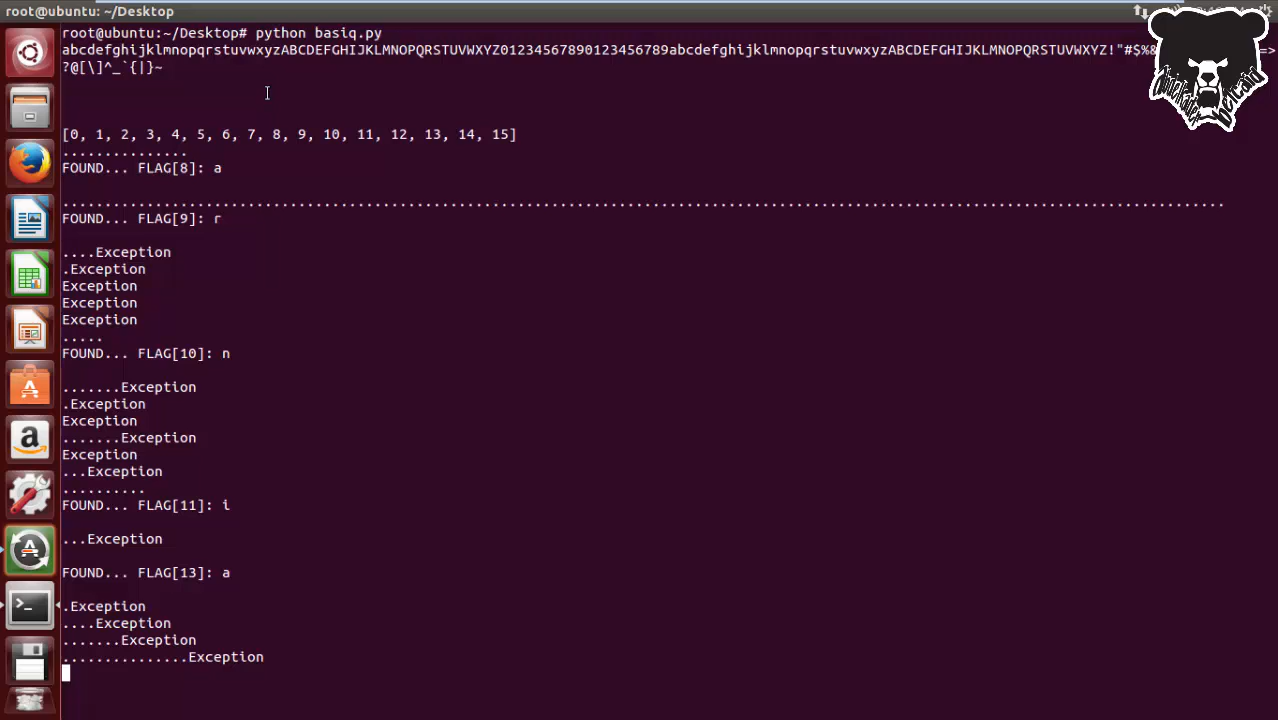 root@ubuntu: ~/Desktop
root@ubuntu:~/Desktop# python basiq.py
abcdefghijklmnopqrstuvwxyzABCDEFGHIJKLMNOPQRSTUVWXYZ01234567890123456789abcdefghijklmnopqrstuvwxyzABCDEFGHIJKLMNOPQRSTUVWXYZ!"#$%& =>
?@[\]^_`{|}~
[0, 1, 2, 3, 4, 5, 6, 7, 8, 9, 10, 11, 12, 13, 14, 15]
...............
FOUND... FLAG[8]: a
..........................................................................................................................................
FOUND... FLAG[9]: r
....Exception
.Exception
Exception
Exception
Exception
.....
FOUND... FLAG[10]: n
.......Exception
.Exception
Exception
.......Exception
Exception
...Exception
..........
FOUND... FLAG[11]: i
...Exception
FOUND... FLAG[13]: a
.Exception
....Exception
.......Exception
...............Exception